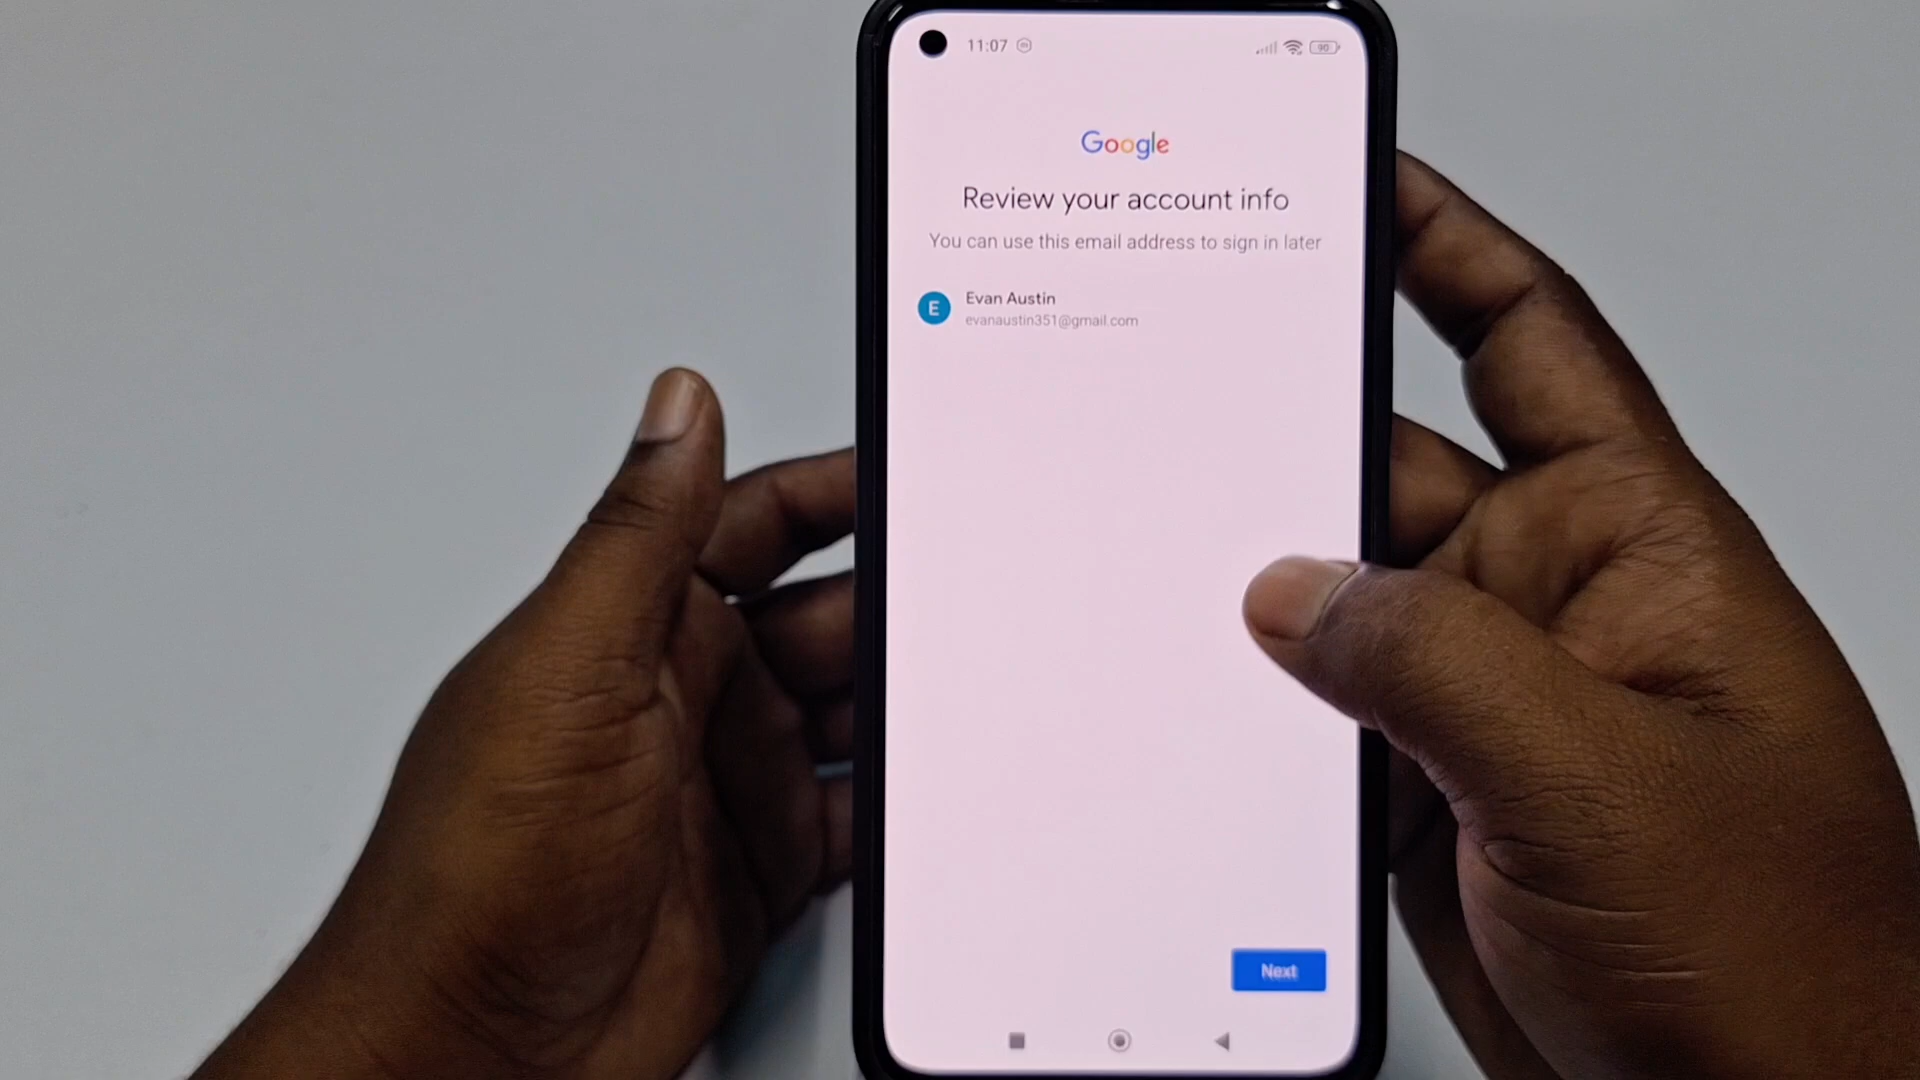 11:07
90
Google
Review your account info
You can use this email address to sign in later
E
Evan Austin
evanaustin351@gmail.com
Next